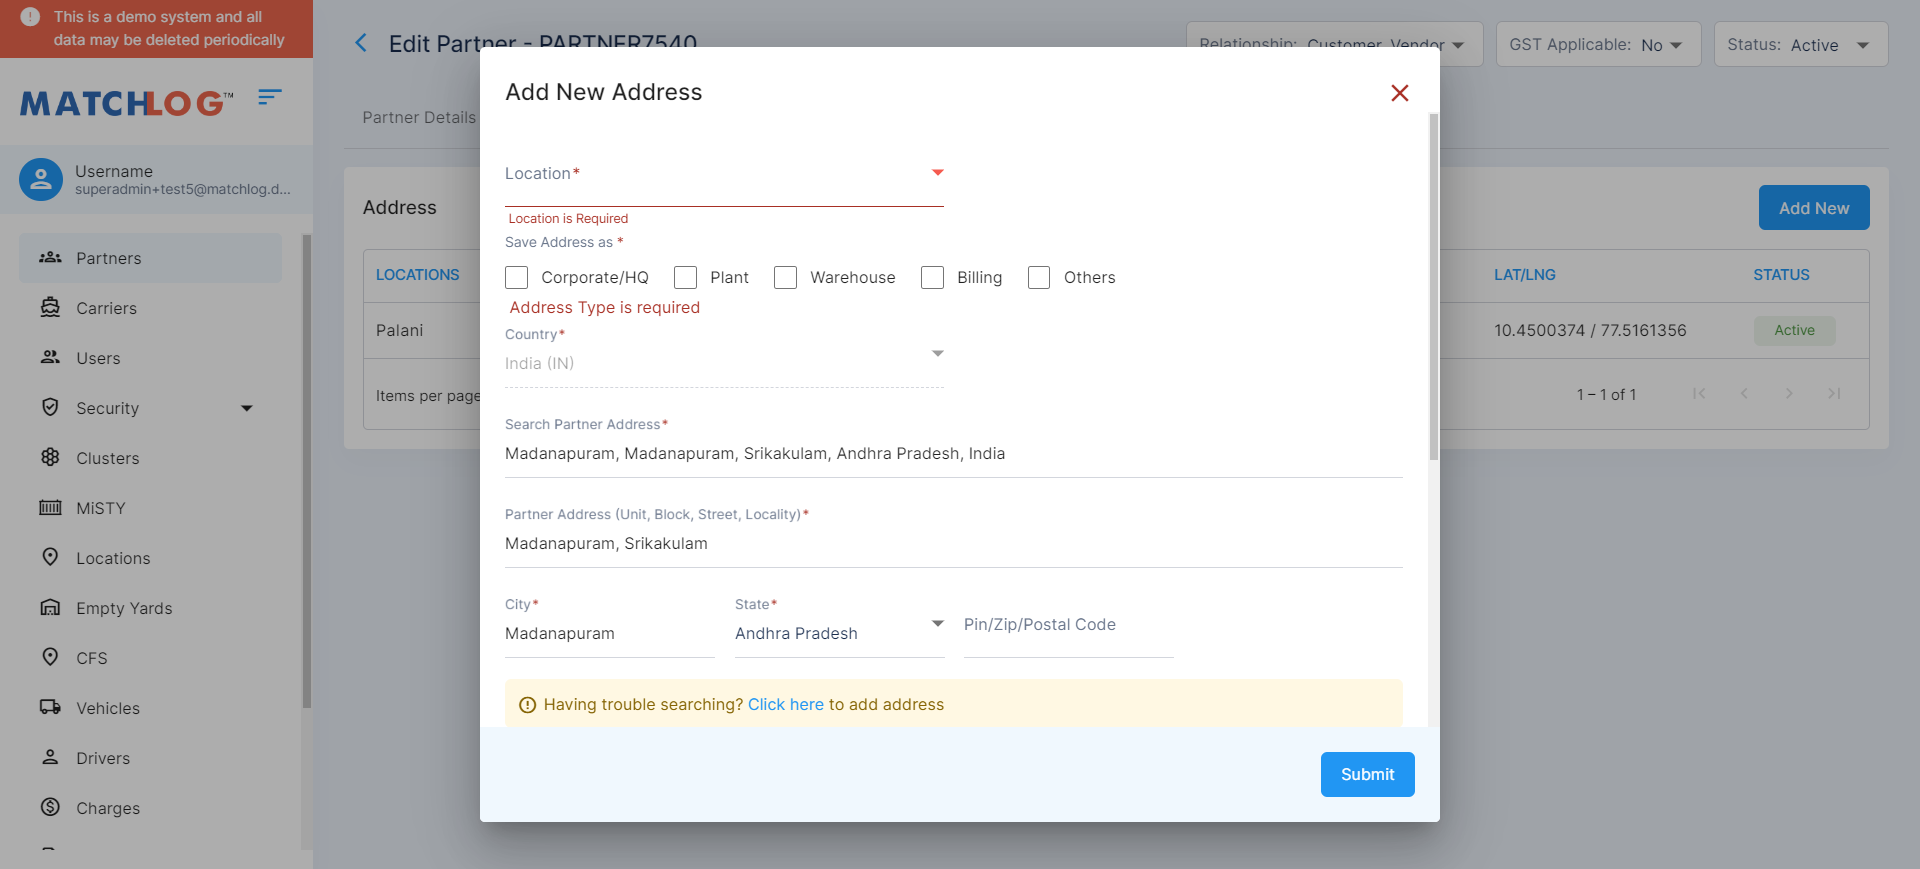 This is a demo system and all
data may be deleted periodically
MATCHLOG™
Username
superadmin+test5@matchlog.d...
Partners
Carriers
Users
Security
Clusters
MiSTY
Locations
Empty Yards
CFS
Vehicles
Drivers
Charges
Edit Partner - PARTNER7540
Relationship: Customer, Vendor
GST Applicable: No
Status: Active
Partner Details
Address
Add New
LOCATIONS
LAT/LNG
STATUS
Palani
10.4500374 / 77.5161356
Active
Items per page
1 – 1 of 1
Add New Address
Location*
Location is Required
Save Address as *
Corporate/HQ
Plant
Warehouse
Billing
Others
Address Type is required
Country*
India (IN)
Search Partner Address*
Madanapuram, Madanapuram, Srikakulam, Andhra Pradesh, India
Partner Address (Unit, Block, Street, Locality)*
Madanapuram, Srikakulam
City*
Madanapuram
State*
Andhra Pradesh
Pin/Zip/Postal Code
Having trouble searching? Click here to add address
Submit